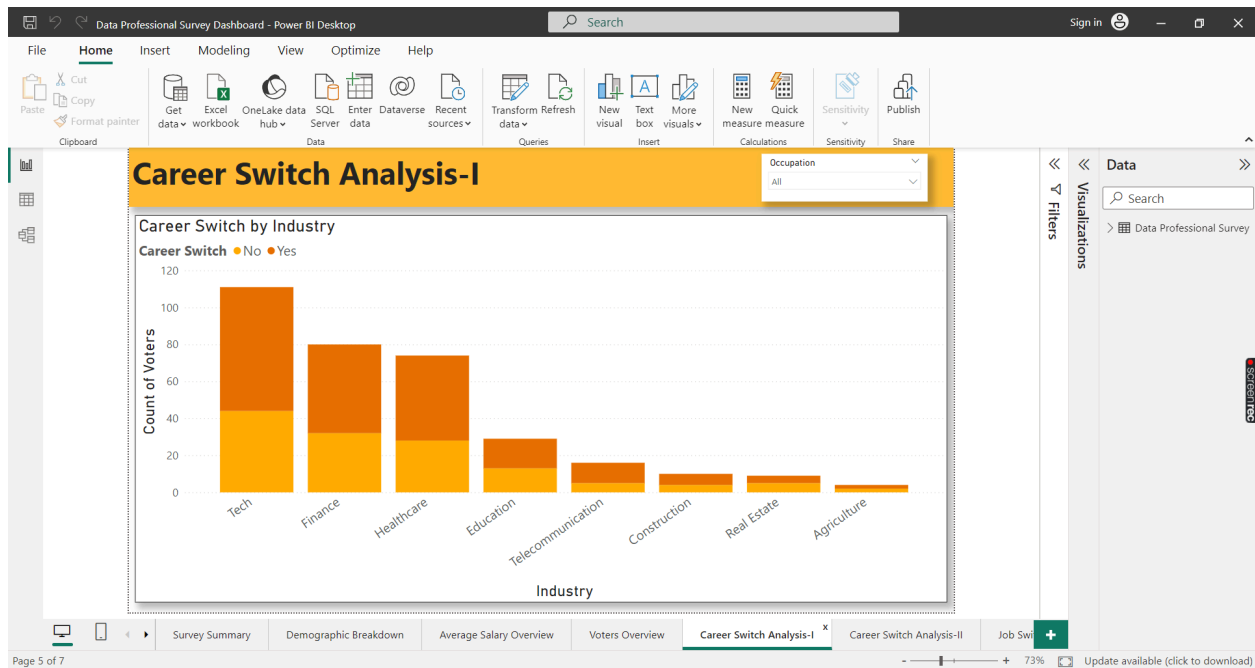 Data Professional Survey Dashboard - Power BI Desktop
Search
Sign in
File Home Insert Modeling View Optimize Help
Paste
Cut
Copy
Format painter
Clipboard
Get data
Excel workbook
OneLake data hub
SQL Server
Enter data
Dataverse
Recent sources
Data
Transform data
Refresh
Queries
New visual
Text box
More visuals
Insert
New measure
Quick measure
Calculations
Sensitivity
Sensitivity
Publish
Share
Career Switch Analysis-I
Occupation
All
Career Switch by Industry
Career Switch No Yes
120
100
80
60
40
20
0
Count of Voters
Tech
Finance
Healthcare
Education
Telecommunication
Construction
Real Estate
Agriculture
Industry
Filters
Visualizations
Data
Search
Data Professional Survey
screenrec
Survey Summary
Demographic Breakdown
Average Salary Overview
Voters Overview
Career Switch Analysis-I
x
Career Switch Analysis-II
Job Swi
+
Page 5 of 7
- + 73%
Update available (click to download)